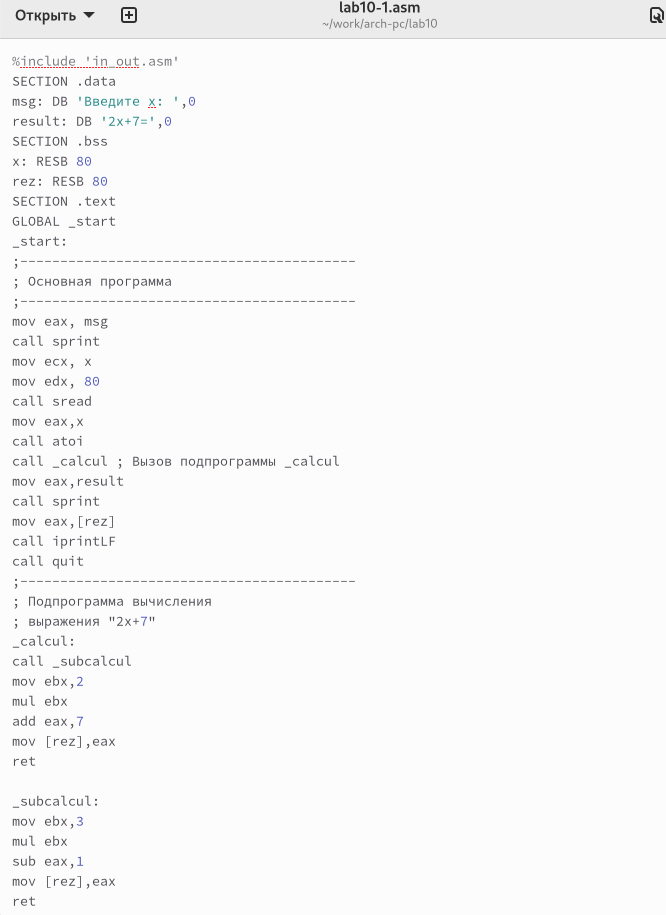 Открыть
lab10-1.asm
~/work/arch-pc/lab10
%include 'in_out.asm'
SECTION .data
msg: DB 'Введите x: ',0
result: DB '2x+7=',0
SECTION .bss
x: RESB 80
rez: RESB 80
SECTION .text
GLOBAL _start
_start:
;------------------------------------------
; Основная программа
;------------------------------------------
mov eax, msg
call sprint
mov ecx, x
mov edx, 80
call sread
mov eax,x
call atoi
call _calcul ; Вызов подпрограммы _calcul
mov eax,result
call sprint
mov eax,[rez]
call iprintLF
call quit
;------------------------------------------
; Подпрограмма вычисления
; выражения "2x+7"
_calcul:
call _subcalcul
mov ebx,2
mul ebx
add eax,7
mov [rez],eax
ret
_subcalcul:
mov ebx,3
mul ebx
sub eax,1
mov [rez],eax
ret